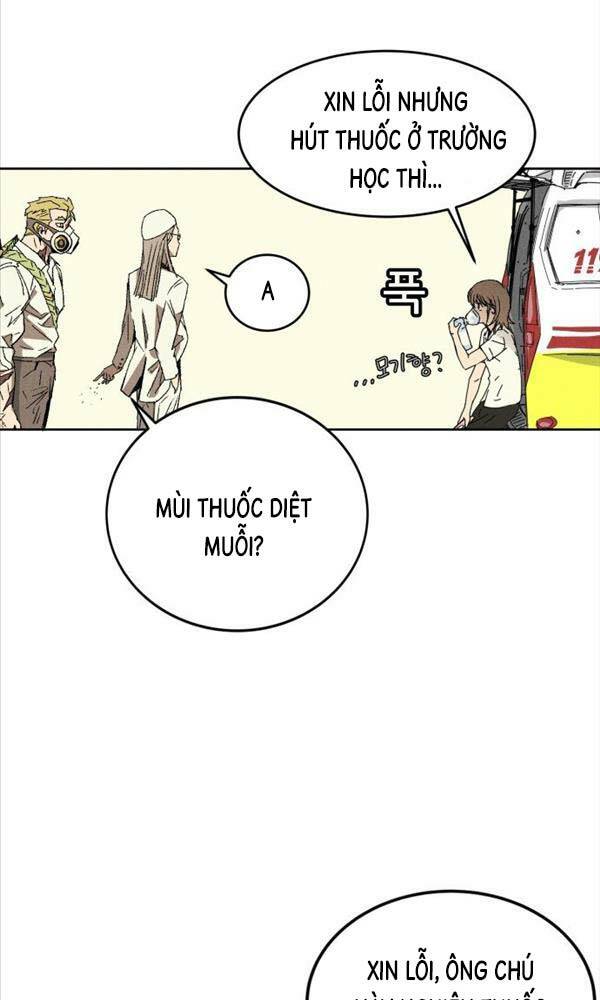 XIN LỖI NHƯNG
HÚT THUỐC Ở TRƯỜNG
HỌC THÌ...
119
A
푹
...모기향?
MÙI THUỐC DIỆT
MUỖI?
XIN LỖI, ÔNG CHÚ